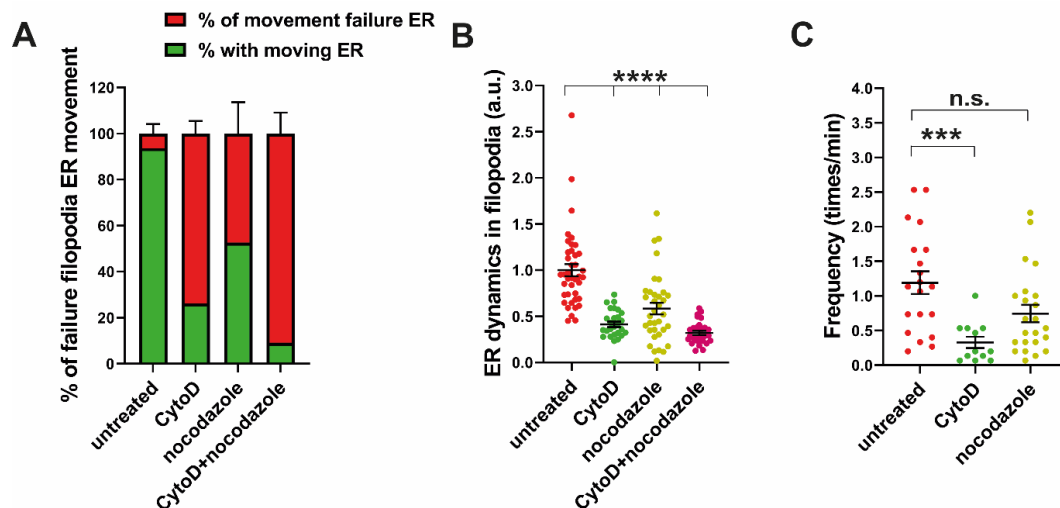 A
% of movement failure ER
% with moving ER
% of failure filopodia ER movement
120
100
80
60
40
20
0
untreated
CytoD
nocodazole
CytoD+nocodazole
B
ER dynamics in filopodia (a.u.)
****
3.0
2.5
2.0
1.5
1.0
0.5
0.0
untreated
CytoD
nocodazole
CytoD+nocodazole
C
Frequency (times/min)
n.s.
***
4.0
3.5
3.0
2.5
2.0
1.5
1.0
0.5
0.0
untreated
CytoD
nocodazole